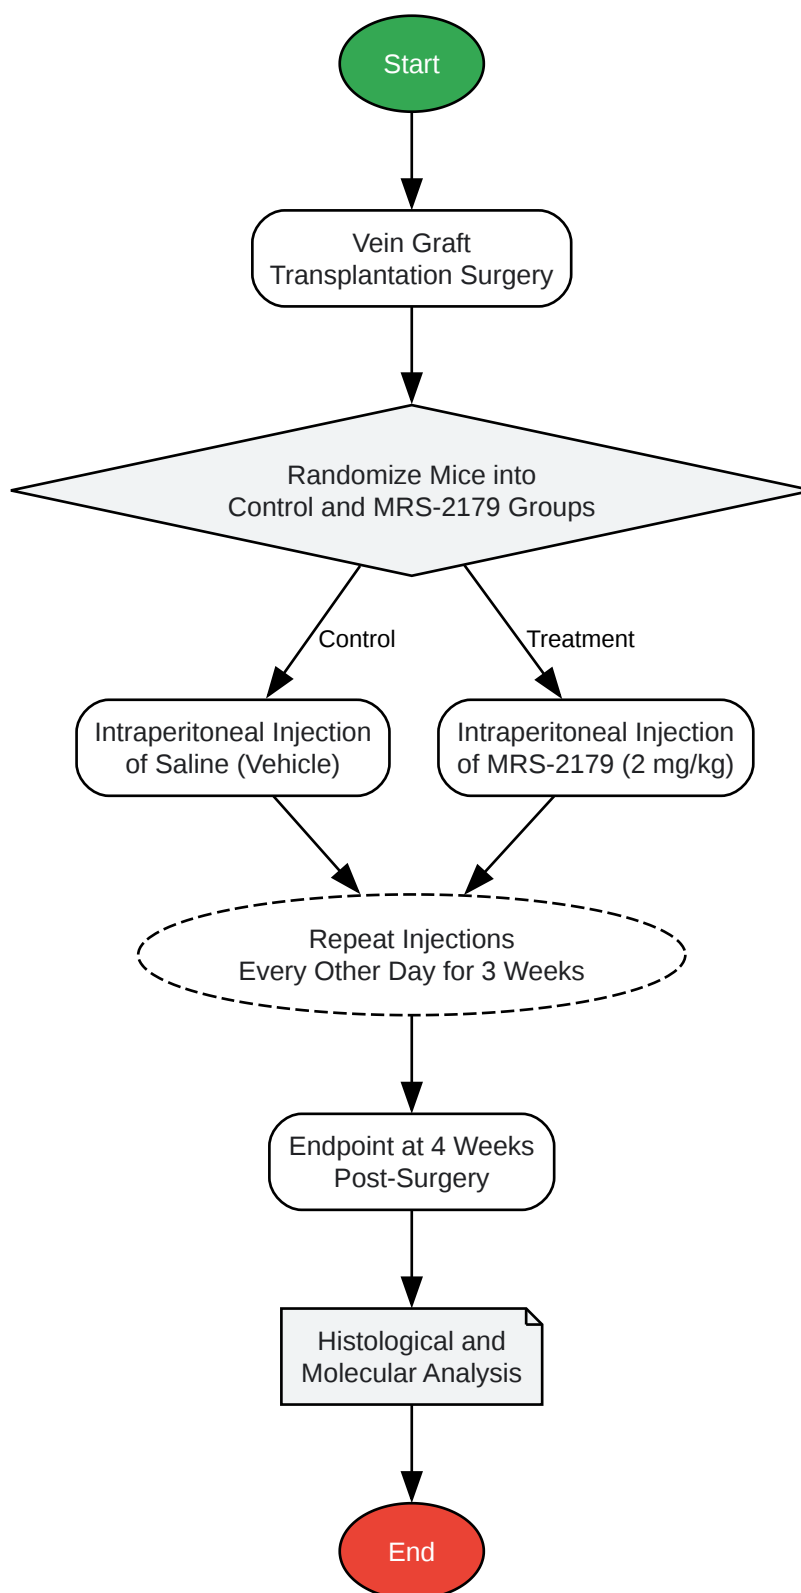 Start
Vein Graft
Transplantation Surgery
Randomize Mice into
Control and MRS-2179 Groups
Control
Treatment
Intraperitoneal Injection
of Saline (Vehicle)
Intraperitoneal Injection
of MRS-2179 (2 mg/kg)
Repeat Injections
Every Other Day for 3 Weeks
Endpoint at 4 Weeks
Post-Surgery
Histological and
Molecular Analysis
End